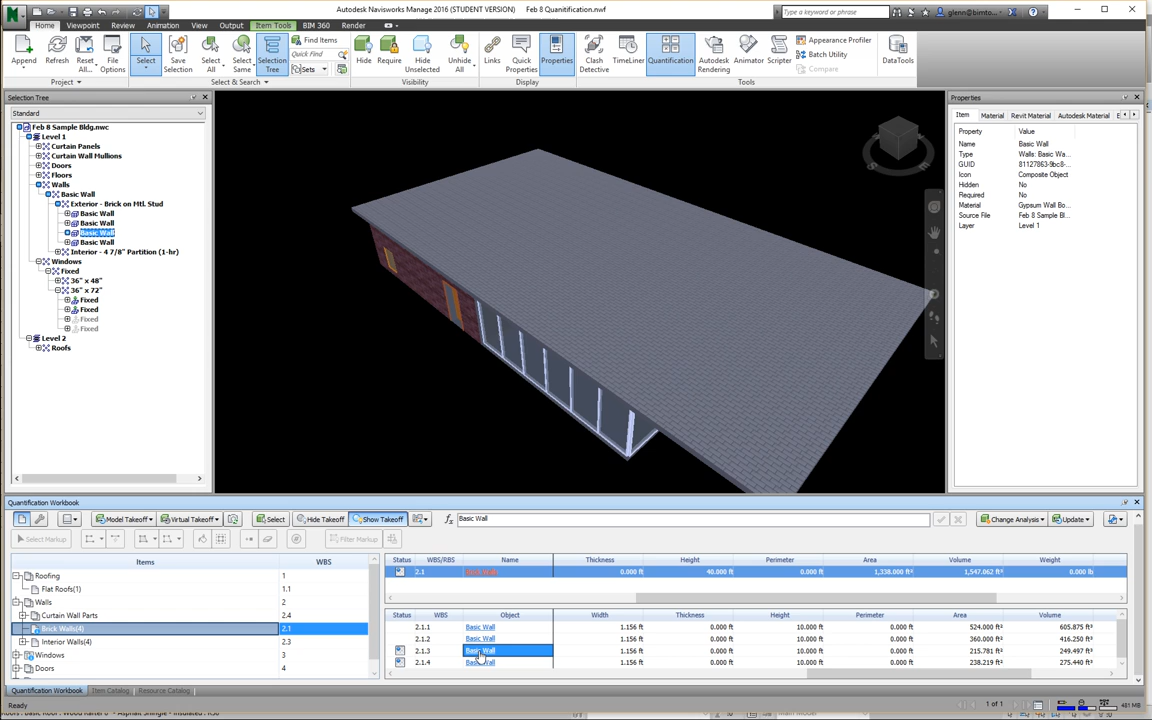 Autodesk Navisworks Manage 2016 (STUDENT VERSION) Feb 8 Quanitification.nwf
Type a keyword or phrase
glenn@bimto...
Home Viewpoint Review Animation View Output Item Tools BIM 360 Render
Append Refresh Reset All... File Options Select Save Selection Select All Select Same Selection Tree Find Items Quick Find Sets Hide Require Hide Unselected Unhide All Links Quick Properties Properties Clash Detective TimeLiner Quantification Autodesk Rendering Animator Scripter Appearance Profiler Batch Utility Compare DataTools
Project Select & Search Visibility Display Tools
Selection Tree
Standard
Feb 8 Sample Bldg.nwc
Level 1
Curtain Panels
Curtain Wall Mullions
Doors
Floors
Walls
Basic Wall
Exterior - Brick on Mtl. Stud
Basic Wall
Basic Wall
Basic Wall
Basic Wall
Interior - 4 7/8" Partition (1-hr)
Windows
Fixed
36" x 48"
36" x 72"
Fixed
Fixed
Fixed
Fixed
Level 2
Roofs
Properties
Item Material Revit Material Autodesk Material E
Property Value
Name Basic Wall
Type Walls: Basic Wa...
GUID 81127863-9bc8-...
Icon Composite Object
Hidden No
Required No
Material Gypsum Wall Bo...
Source File Feb 8 Sample Bl...
Layer Level 1
Quantification Workbook
Model Takeoff Virtual Takeoff Select Hide Takeoff Show Takeoff fx Basic Wall Change Analysis Update
Select Markup Filter Markup
Items WBS
Roofing 1
Flat Roofs(1) 1.1
Walls 2
Curtain Wall Parts 2.4
Brick Walls(4) 2.1
Interior Walls(4) 2.3
Windows 3
Doors 4
Status WBS/RBS Name Thickness Height Perimeter Area Volume Weight
2.1 Brick Walls 0.000 ft 40.000 ft 0.000 ft 1,338.000 ft² 1,547.062 ft³ 0.000 lb
Status WBS Object Width Thickness Height Perimeter Area Volume
2.1.1 Basic Wall 1.156 ft 0.000 ft 10.000 ft 0.000 ft 524.000 ft² 605.875 ft³
2.1.2 Basic Wall 1.156 ft 0.000 ft 10.000 ft 0.000 ft 360.000 ft² 416.250 ft³
2.1.3 Basic Wall 1.156 ft 0.000 ft 10.000 ft 0.000 ft 215.781 ft² 249.497 ft³
2.1.4 Basic Wall 1.156 ft 0.000 ft 10.000 ft 0.000 ft 238.219 ft² 275.440 ft³
Quantification Workbook Item Catalog Resource Catalog
Ready
1 of 1
481 MB